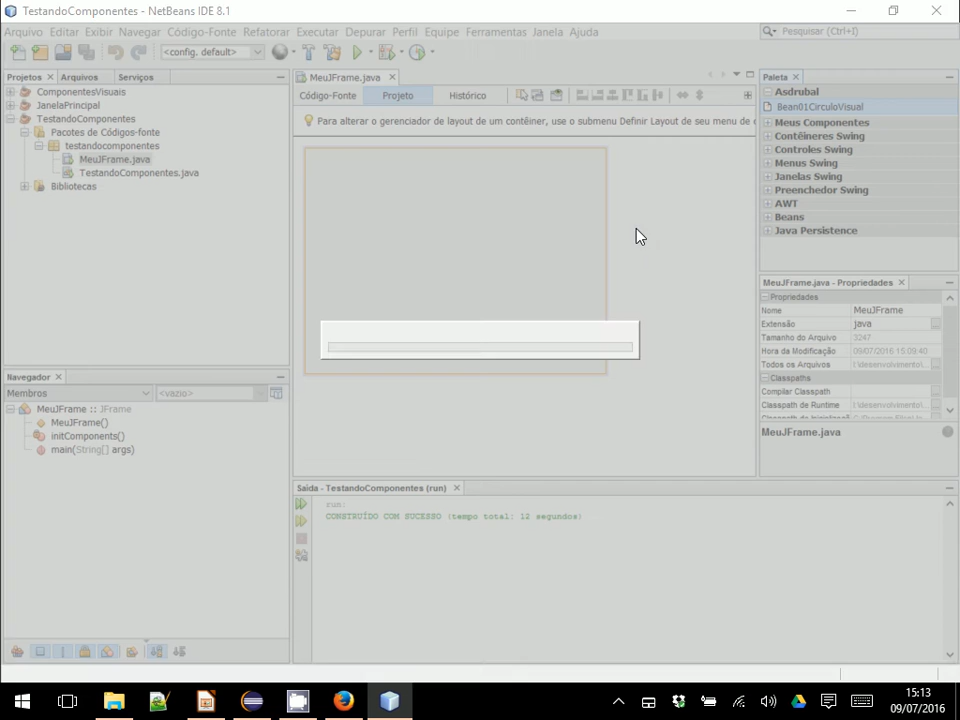 TestandoComponentes - NetBeans IDE 8.1
Arquivo Editar Exibir Navegar Código-Fonte Refatorar Executar Depurar Perfil Equipe Ferramentas Janela Ajuda
Pesquisar (Ctrl+I)
<config. default>
Projetos Arquivos Serviços
ComponentesVisuais
JanelaPrincipal
TestandoComponentes
Pacotes de Códigos-fonte
testandocomponentes
MeuJFrame.java
TestandoComponentes.java
Bibliotecas
MeuJFrame.java
Código-Fonte Projeto Histórico
Para alterar o gerenciador de layout de um contêiner, use o submenu Definir Layout de seu menu de
Paleta
Asdrubal
Bean01CirculoVisual
Meus Componentes
Contêineres Swing
Controles Swing
Menus Swing
Janelas Swing
Preenchedor Swing
AWT
Beans
Java Persistence
MeuJFrame.java - Propriedades
Propriedades
Nome MeuJFrame
Extensão java
Tamanho do Arquivo 3247
Hora da Modificação 09/07/2016 15:09:40
Todos os Arquivos t:\desenvolvimento\...
Classpaths
Compilar Classpath
Classpath de Runtime t:\desenvolvimento\...
MeuJFrame.java
Navegador
Membros <vazio>
MeuJFrame :: JFrame
MeuJFrame()
initComponents()
main(String[] args)
Saída - TestandoComponentes (run)
run:
CONSTRUÍDO COM SUCESSO (tempo total: 12 segundos)
15:13
09/07/2016